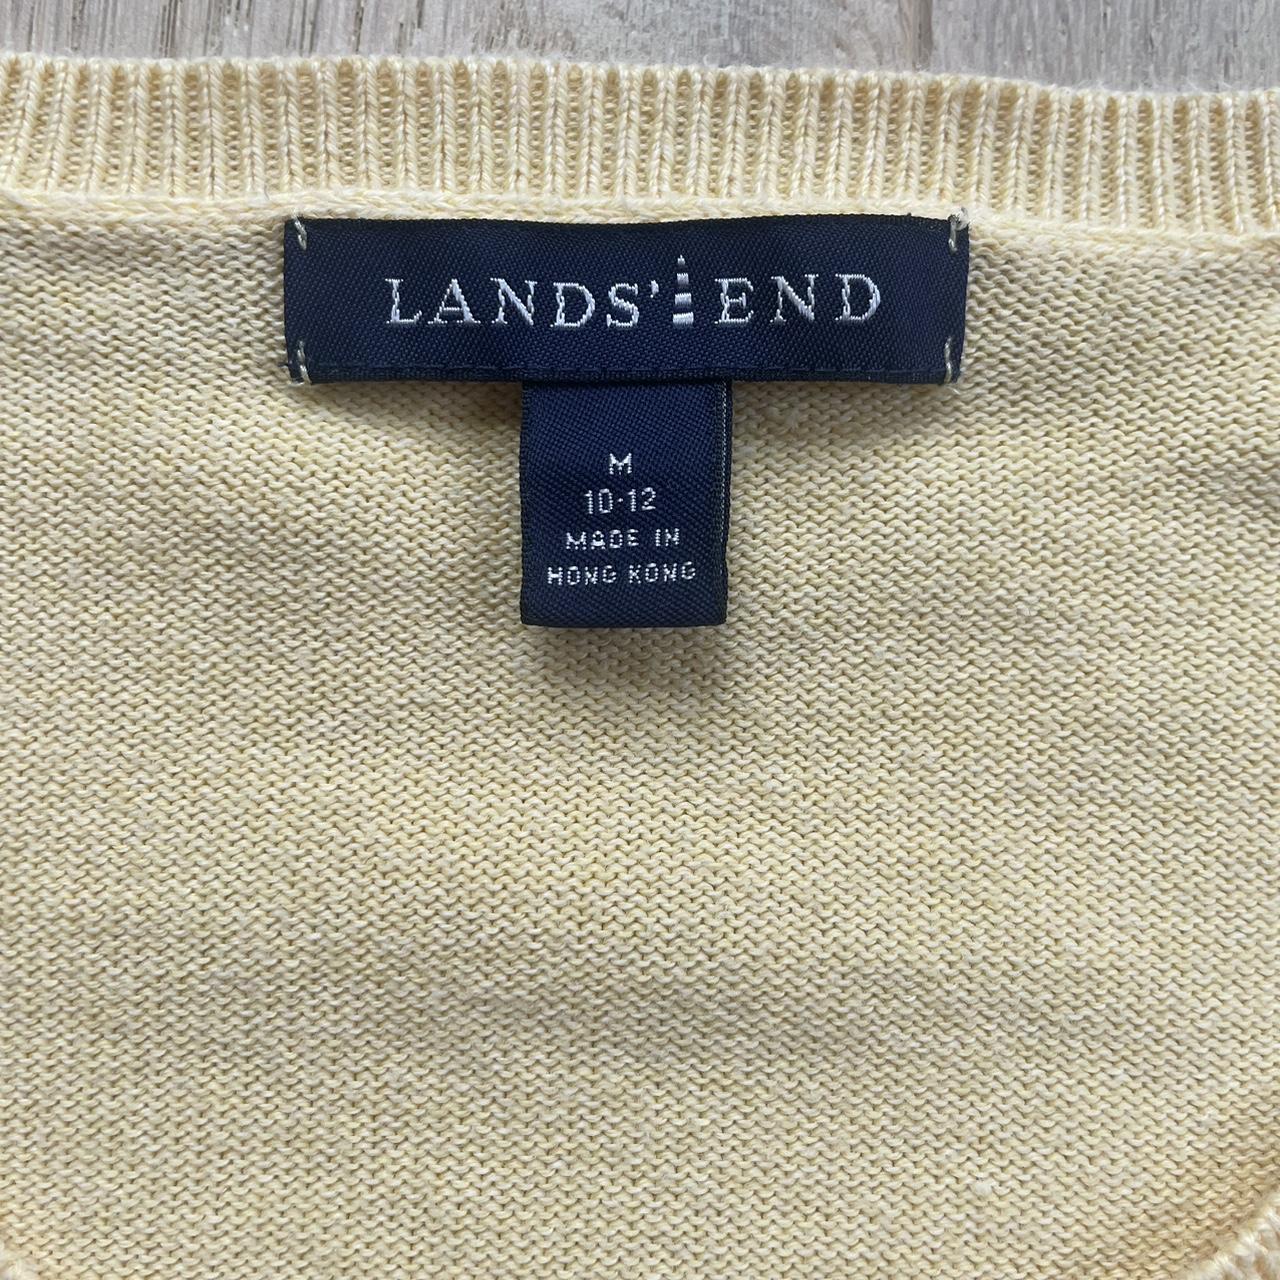 LANDS' END
M
10-12
MADE IN
HONG KONG